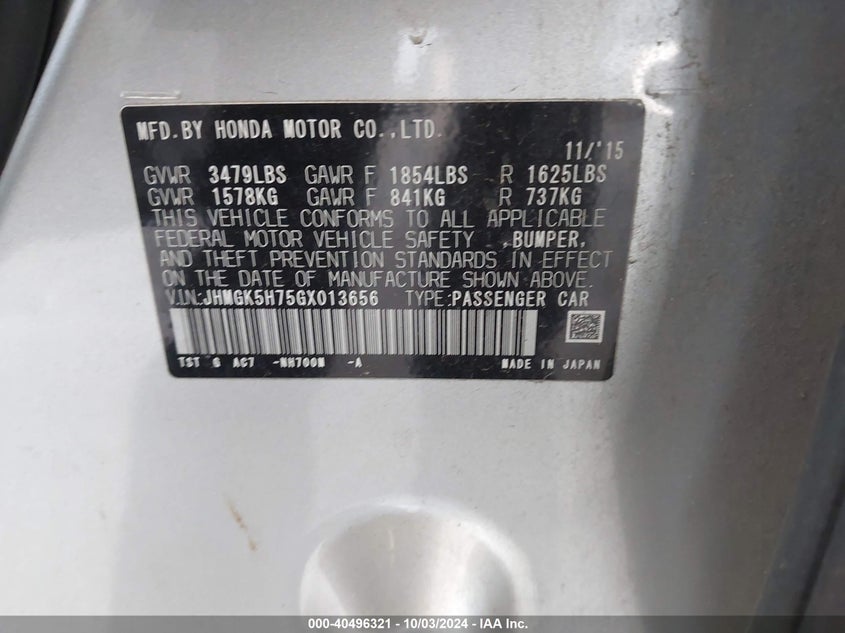 MFD.BY HONDA MOTOR CO.,LTD.
11/'15
GVWR 3479LBS GAWR F 1854LBS R 1625LBS
GVWR 1578KG GAWR F 841KG R 737KG
THIS VEHICLE CONFORMS TO ALL APPLICABLE
FEDERAL MOTOR VEHICLE SAFETY ,BUMPER,
AND THEFT PREVENTION STANDARDS IN EFFECT
ON THE DATE OF MANUFACTURE SHOWN ABOVE.
V.I.N.:JHMGK5H75GX013656 TYPE:PASSENGER CAR
TST G AC7 -NH700M -A MADE IN JAPAN
000-40496321 - 10/03/2024 - IAA Inc.